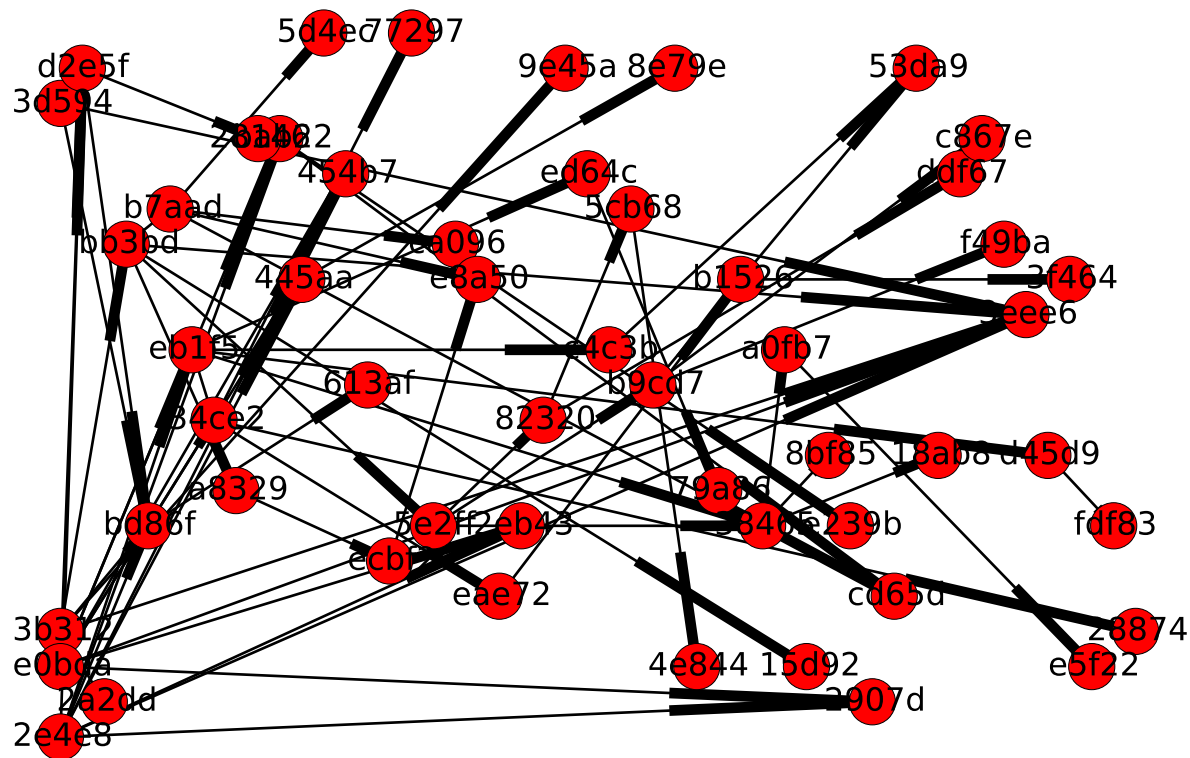 5d4ec
77297
d2e5f
9e45a
8e79e
53da9
3d594
c867e
454b7
ed64c
ddf67
b7aad
5cb68
bb3bd
ea096
f49ba
445aa
e8a50
b1526
3f464
eb1f5
a0fb7
613af
b9cd7
34ce2
82320
8bf85
18ab8
d45d9
a8329
bd86f
2eb43
e239b
fdf83
eae72
cd65d
3b312
28874
e0bca
4e844
15d92
e5f22
2a2dd
2907d
2e4e8